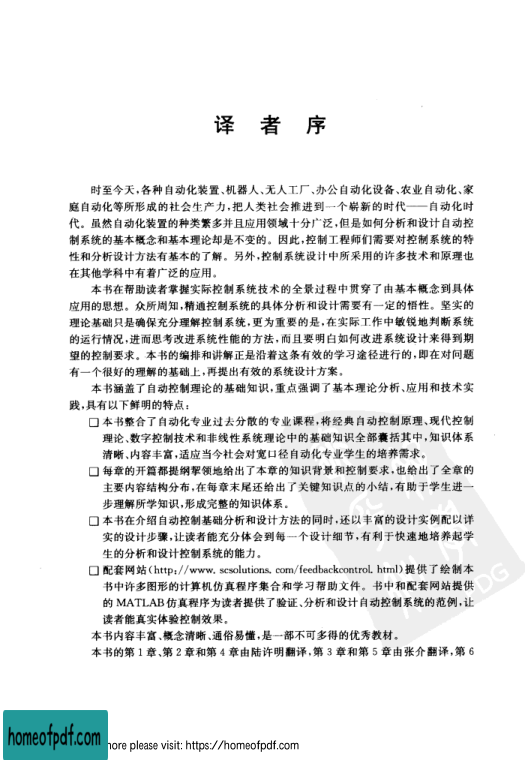 译 者 序
时至今天,各种自动化装置、机器人、无人工厂、办公自动化设备、农业自动化、家
庭自动化等所形成的社会生产力,把人类社会推进到一个崭新的时代——自动化时
代。虽然自动化装置的种类繁多并且应用领域十分广泛,但是如何分析和设计自动控
制系统的基本概念和基本理论却是不变的。因此,控制工程师们需要对控制系统的特
性和分析设计方法有基本的了解。另外,控制系统设计中所采用的许多技术和原理也
在其他学科中有着广泛的应用。
本书在帮助读者掌握实际控制系统技术的全景过程中贯穿了由基本概念到具体
应用的思想。众所周知,精通控制系统的具体分析和设计需要有一定的悟性。坚实的
理论基础只是确保充分理解控制系统,更为重要的是,在实际工作中敏锐地判断系统
的运行情况,进而思考改进系统性能的方法,而且要明白如何改进系统设计来得到期
望的控制要求。本书的编排和讲解正是沿着这条有效的学习途径进行的,即在对问题
有一个很好的理解的基础上,再提出有效的系统设计方案。
本书涵盖了自动控制理论的基础知识,重点强调了基本理论分析、应用和技术实
践,具有以下鲜明的特点:
□ 本书整合了自动化专业过去分散的专业课程,将经典自动控制原理、现代控制
理论、数字控制技术和非线性系统理论中的基础知识全部囊括其中,知识体系
清晰、内容丰富,适应当今社会对宽口径自动化专业学生的培养需求。
□ 每章的开篇都提纲挈领地给出了本章的知识背景和控制要求,也给出了全章的
主要内容结构分布,在每章末尾还给出了关键知识点的小结,有助于学生进一
步理解所学知识,形成完整的知识体系。
□ 本书在介绍自动控制基础分析和设计方法的同时,还以丰富的设计实例配以详
实的设计步骤,让读者能充分体会到每一个设计细节,有利于快速地培养起学
生的分析和设计控制系统的能力。
□ 配套网站(http://www.scsolutions.com/feedbackcontrol.html)提供了绘制本
书中许多图形的计算机仿真程序集合和学习帮助文件。书中和配套网站提供
的 MATLAB 仿真程序为读者提供了验证、分析和设计自动控制系统的范例,让
读者能真实体验控制效果。
本书内容丰富、概念清晰、通俗易懂,是一部不可多得的优秀教材。
本书的第 1 章、第 2 章和第 4 章由陆许明翻译,第 3 章和第 5 章由张介翻译,第 6
homeofpdf.com
more please visit: https://homeofpdf.com